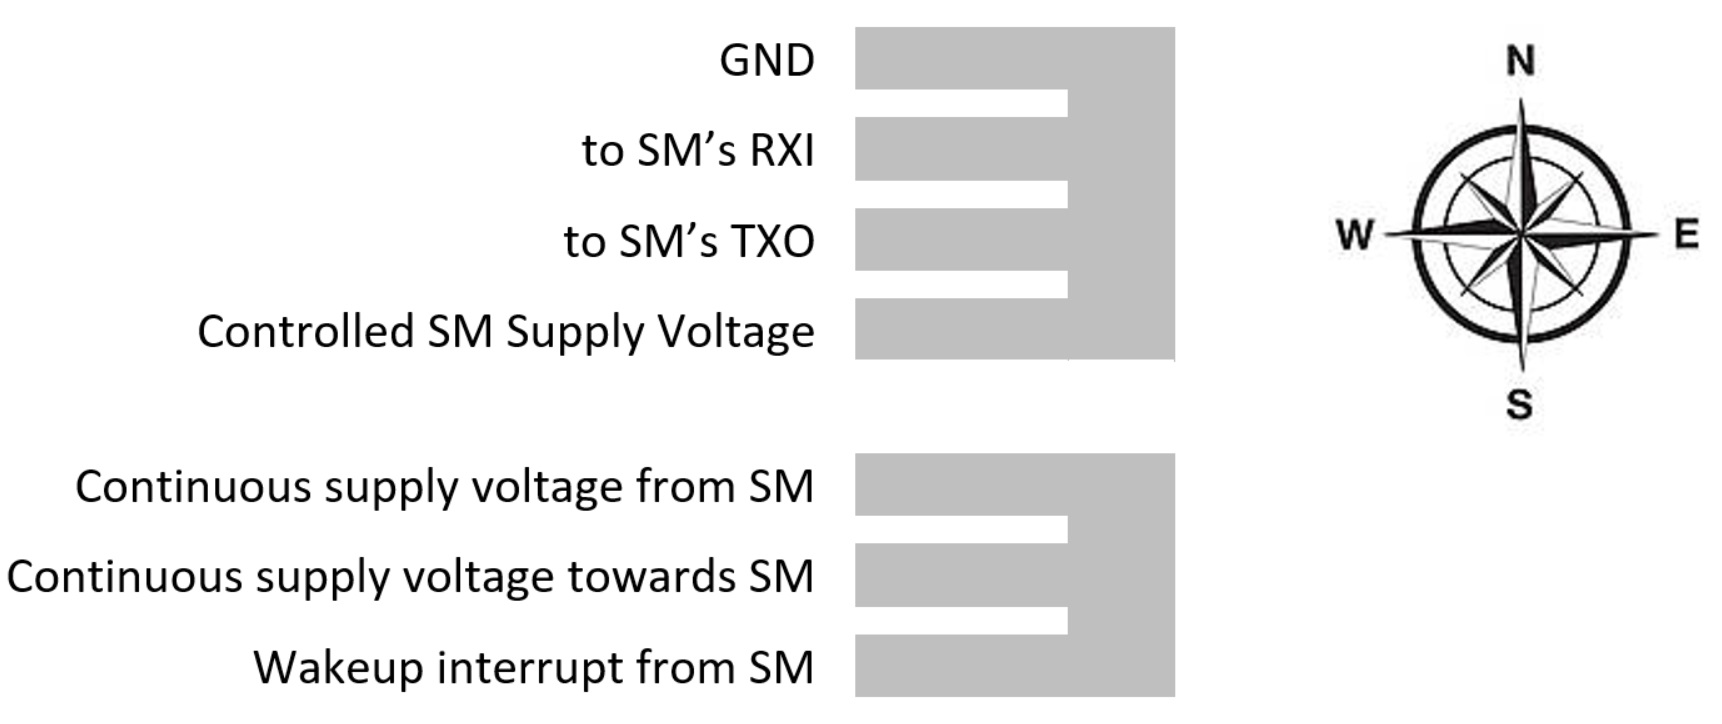 GND
to SM’s RXI
to SM’s TXO
Controlled SM Supply Voltage
Continuous supply voltage from SM
Continuous supply voltage towards SM
Wakeup interrupt from SM
N
W
E
S